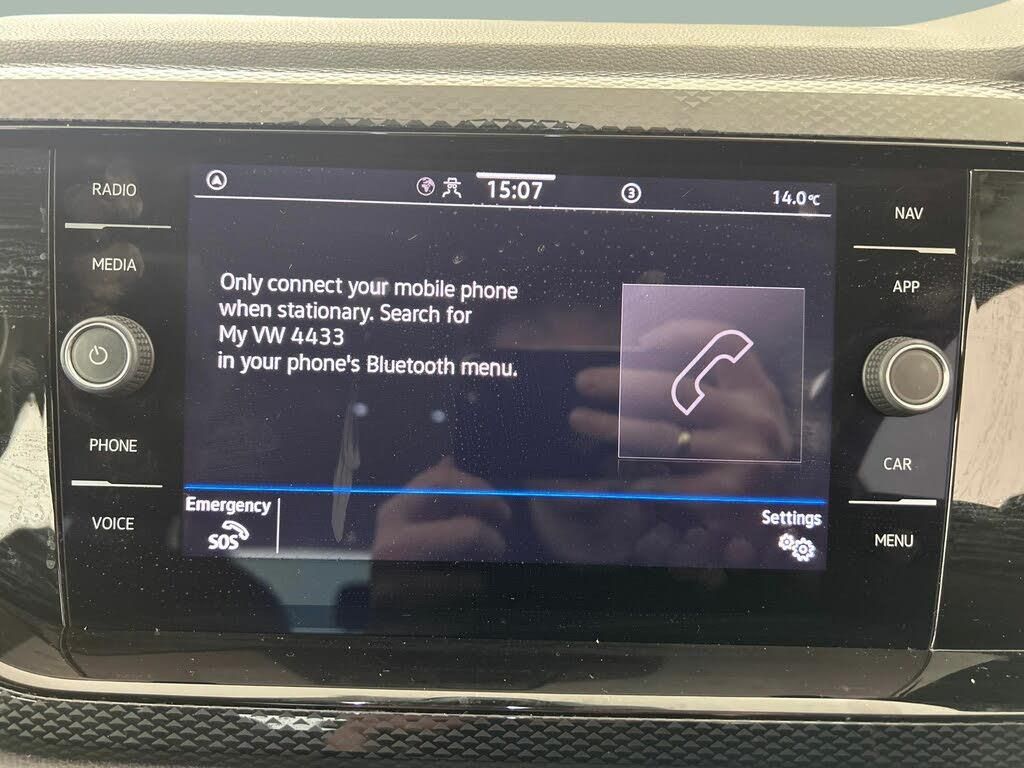 RADIO
MEDIA
PHONE
VOICE
15:07
3
14.0°C
Only connect your mobile phone
when stationary. Search for
My VW 4433
in your phone's Bluetooth menu.
Emergency
SOS
Settings
NAV
APP
CAR
MENU